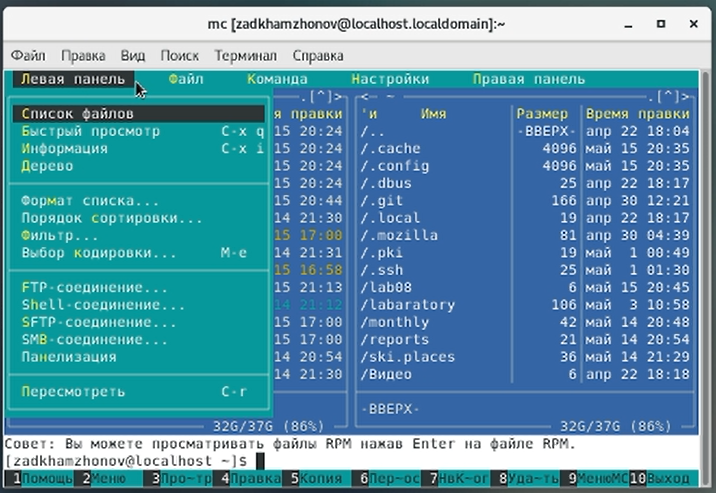 mc [zadkhamzhonov@localhost.localdomain]:~
Файл Правка Вид Поиск Терминал Справка
Левая панель Файл Команда Настройки Правая панель
.[^]> <— ~ .[^]>
Список файлов я правки 'и Имя Размер Время правки
Быстрый просмотр C-x q 15 20:24 /.. -ВВЕРХ- апр 22 18:04
Информация C-x i 15 20:24 /.cache 4096 май 15 20:35
Дерево 15 20:24 /.config 4096 май 15 20:35
15 20:24 /.dbus 25 апр 22 18:17
Формат списка... 15 20:44 /.git 166 апр 30 12:21
Порядок сортировки... 14 21:30 /.local 19 апр 22 18:17
Фильтр... 15 17:00 /.mozilla 81 апр 30 04:39
Выбор кодировки... M-e 14 21:31 /.pki 19 май 1 00:49
15 16:58 /.ssh 25 май 1 01:30
FTP-соединение... 15 21:13 /lab08 6 май 15 20:45
Shell-соединение... 14 21:12 /labaratory 106 май 3 10:58
SFTP-соединение... 15 17:00 /monthly 42 май 14 20:48
SMB-соединение... 15 17:00 /reports 21 май 14 20:54
Панелизация 14 20:54 /ski.places 36 май 14 21:29
14 21:30 /Видео 6 апр 22 18:18
Пересмотреть C-r
-ВВЕРХ-
32G/37G (86%) 32G/37G (86%)
Совет: Вы можете просматривать файлы RPM нажав Enter на файле RPM.
[zadkhamzhonov@localhost ~]$
1Помощь 2Меню 3Про~тр 4Правка 5Копия 6Пер~ос 7НвК~ог 8Уда~ть 9МенюМС 10Выход